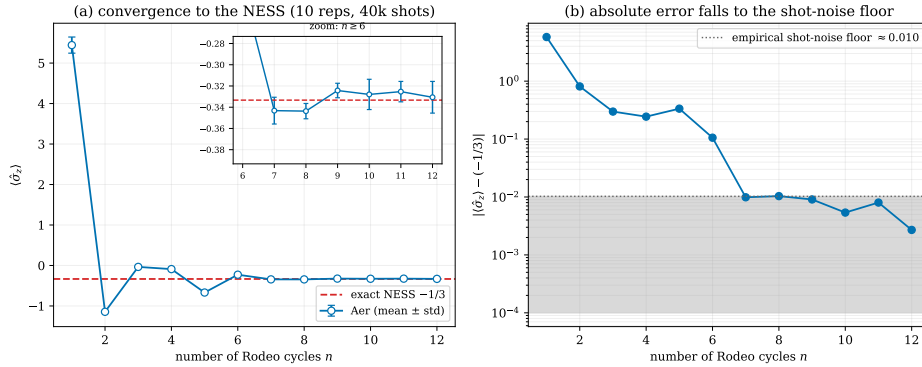 (a) convergence to the NESS (10 reps, 40k shots)
zoom: n ≥ 6
−0.28
−0.30
−0.32
−0.34
−0.36
−0.38
6 7 8 9 10 11 12
5
4
3
2
1
0
−1
⟨σ̂z⟩
exact NESS −1/3
Aer (mean ± std)
2 4 6 8 10 12
number of Rodeo cycles n
(b) absolute error falls to the shot-noise floor
empirical shot-noise floor ≈ 0.010
10⁰
10⁻¹
10⁻²
10⁻³
10⁻⁴
|⟨σ̂z⟩ − (−1/3)|
2 4 6 8 10 12
number of Rodeo cycles n